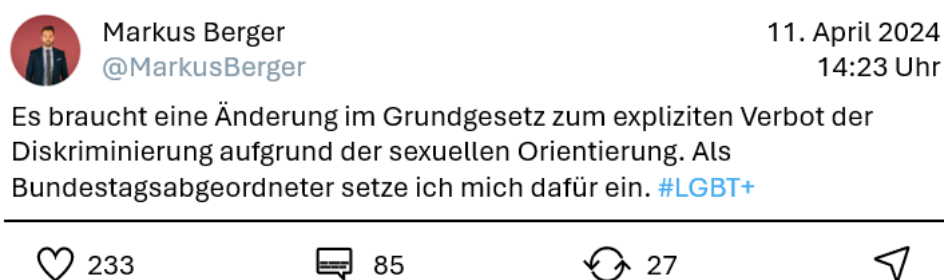 Markus Berger
@MarkusBerger
11. April 2024
14:23 Uhr
Es braucht eine Änderung im Grundgesetz zum expliziten Verbot der
Diskriminierung aufgrund der sexuellen Orientierung. Als
Bundestagsabgeordneter setze ich mich dafür ein. #LGBT+
233
85
27